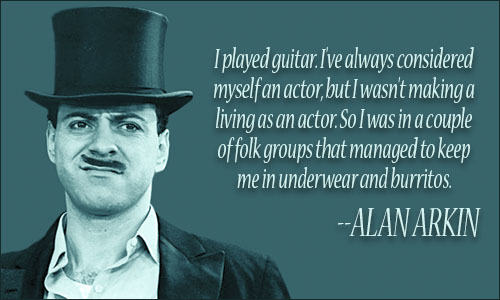 I played guitar. I've always considered
myself an actor, but I wasn't making a
living as an actor. So I was in a couple
of folk groups that managed to keep
me in underwear and burritos.
--ALAN ARKIN